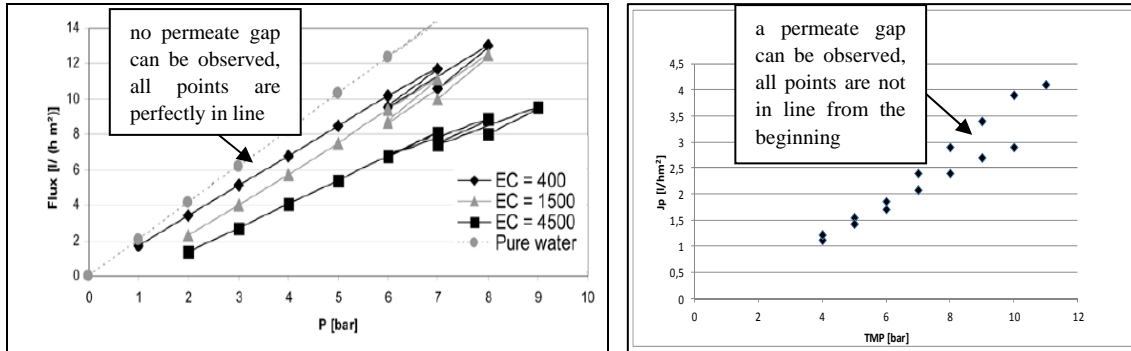 no permeate gap
can be observed,
all points are
perfectly in line
14
12
10
8
6
4
2
0
Flux [l/ (h m²)]
EC = 400
EC = 1500
EC = 4500
Pure water
0 1 2 3 4 5 6 7 8 9 10
P [bar]
a permeate gap
can be observed,
all points are not
in line from the
beginning
4,5
4
3,5
3
2,5
2
1,5
1
0,5
0
Jp [l/hm²]
0 2 4 6 8 10 12
TMP [bar]